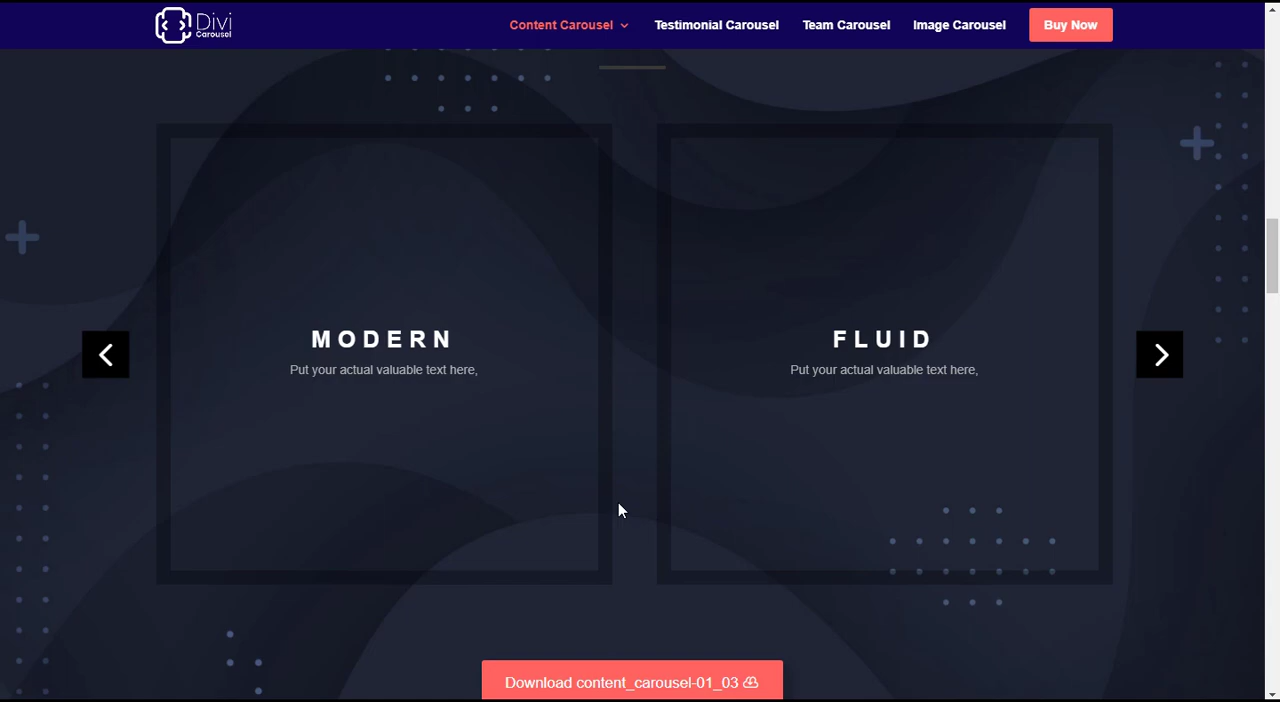 Divi
Carousel
Content Carousel
Testimonial Carousel
Team Carousel
Image Carousel
Buy Now
MODERN
Put your actual valuable text here,
FLUID
Put your actual valuable text here,
Download content_carousel-01_03